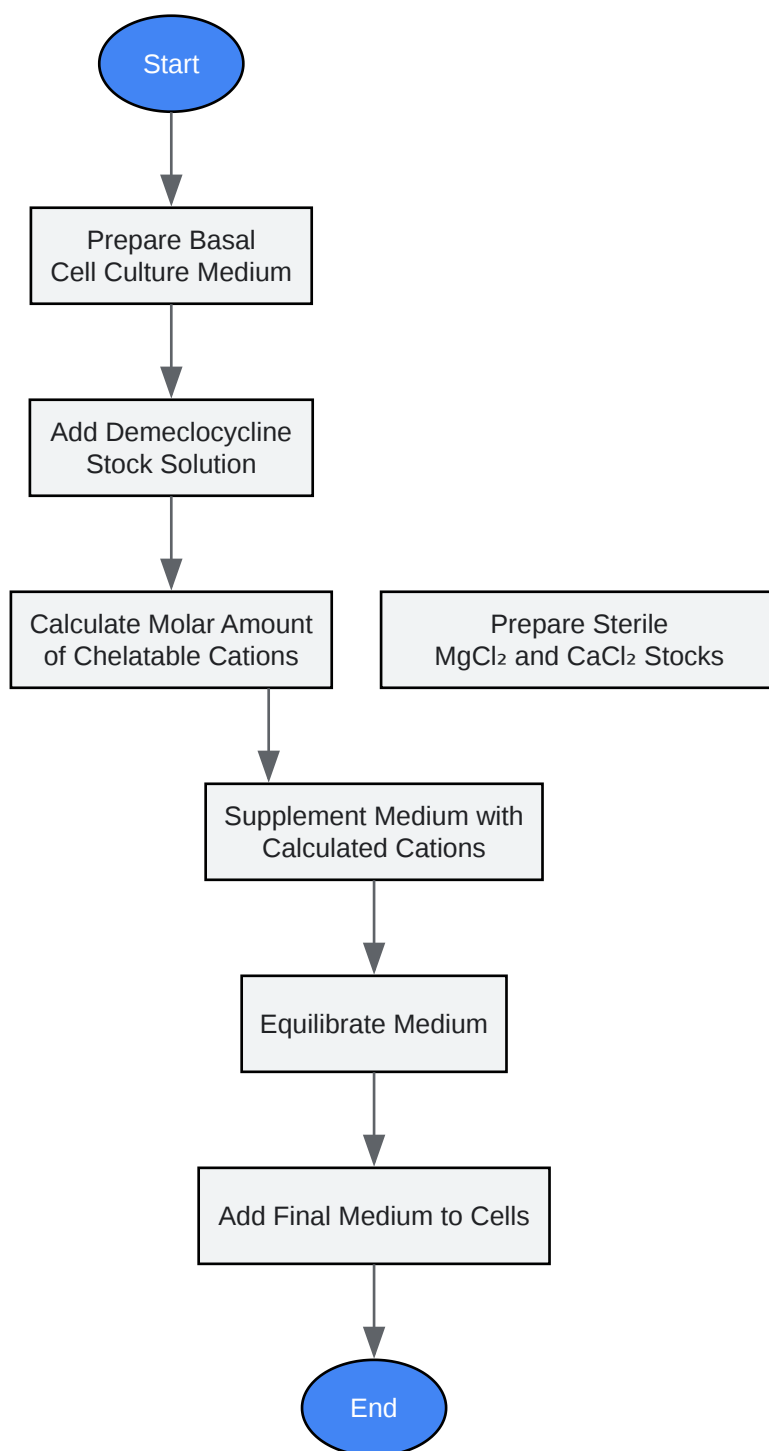 Start
Prepare Basal
Cell Culture Medium
Add Demeclocycline
Stock Solution
Calculate Molar Amount
of Chelatable Cations
Prepare Sterile
MgCl₂ and CaCl₂ Stocks
Supplement Medium with
Calculated Cations
Equilibrate Medium
Add Final Medium to Cells
End